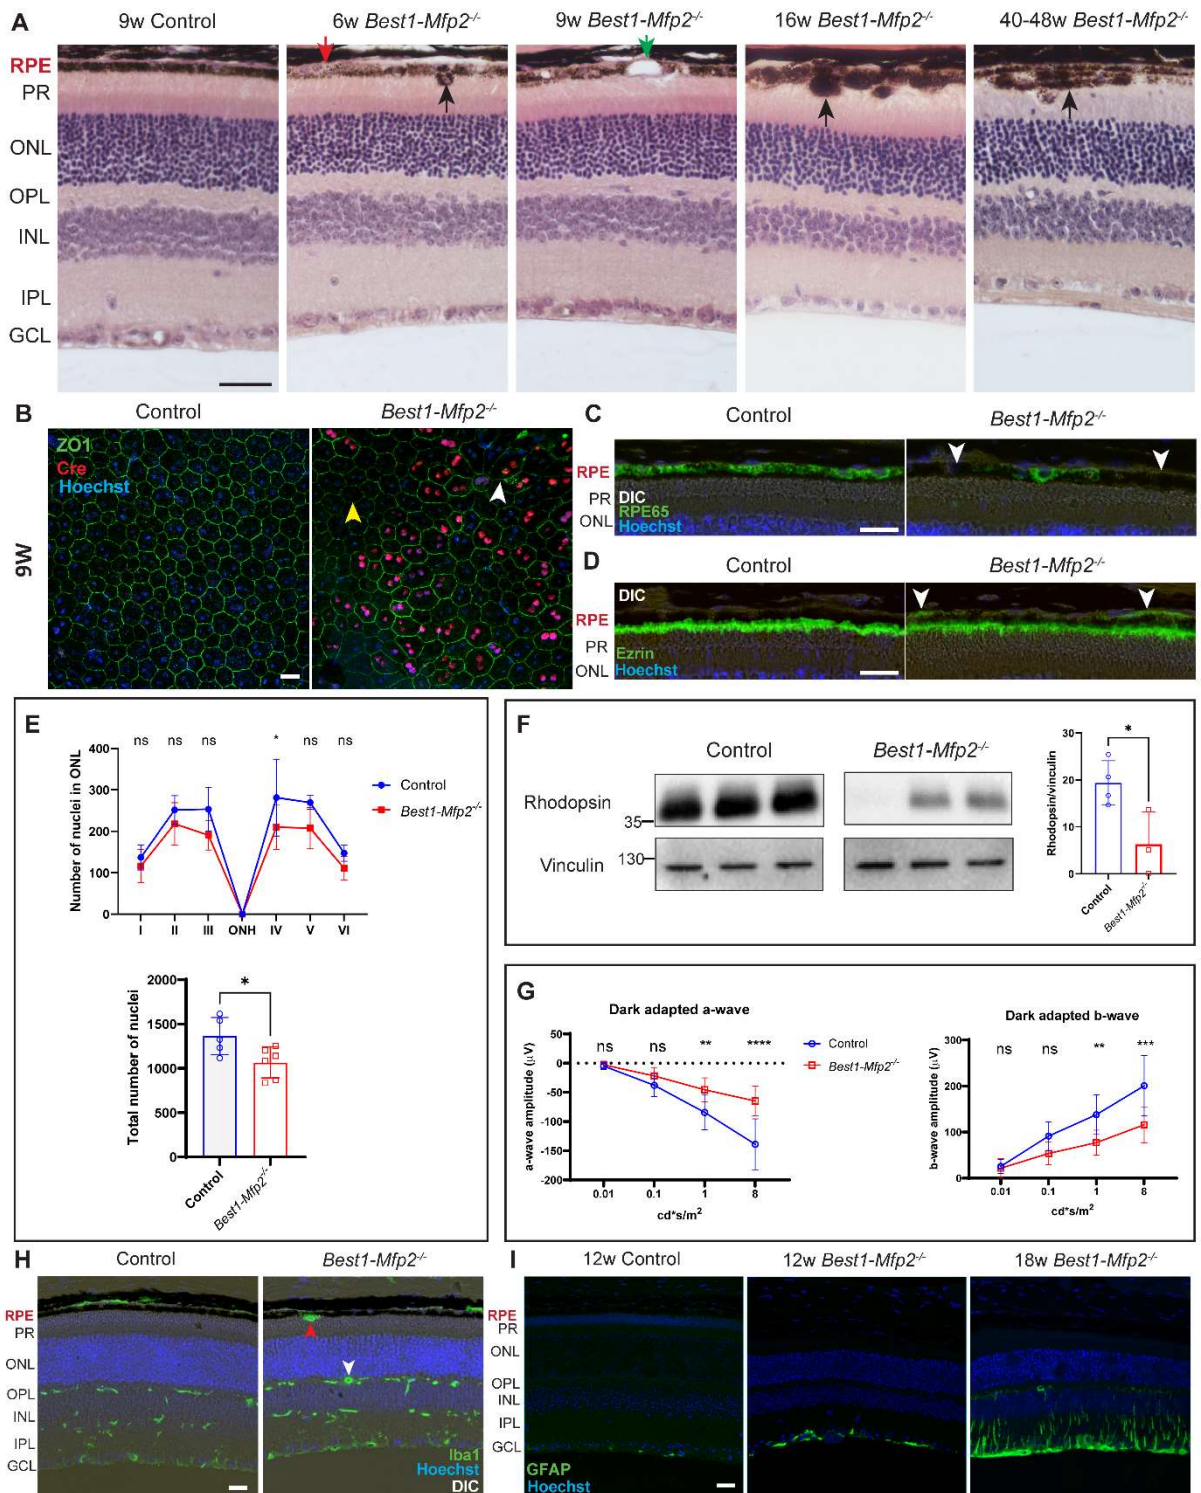 A
9w Control
6w Best1-Mfp2-/-
9w Best1-Mfp2-/-
16w Best1-Mfp2-/-
40-48w Best1-Mfp2-/-
RPE
PR
ONL
OPL
INL
IPL
GCL
B
Control
Best1-Mfp2-/-
9W
ZO1
Cre
Hoechst
C
Control
Best1-Mfp2-/-
RPE
PR
ONL
DIC
RPE65
Hoechst
D
Control
Best1-Mfp2-/-
DIC
RPE
PR
ONL
Ezrin
Hoechst
E
ns ns ns * ns ns
Number of nuclei in ONL
400
300
200
100
0
I II III ONH IV V VI
Control
Best1-Mfp2-/-
Total number of nuclei
2000
1500
1000
500
0
*
Control
Best1-Mfp2-/-
F
Control
Best1-Mfp2-/-
Rhodopsin
35
Vinculin
130
Rhodopsin/vinculin
30
20
10
0
*
Control
Best1-Mfp2-/-
G
Dark adapted a-wave
a-wave amplitude (μV)
50
0
-50
-100
-150
-200
ns ns ** ****
0.01 0.1 1 8
cd*s/m2
Control
Best1-Mfp2-/-
Dark adapted b-wave
b-wave amplitude (μV)
300
200
100
0
ns ns ** ***
0.01 0.1 1 8
cd*s/m2
H
Control
Best1-Mfp2-/-
RPE
PR
ONL
OPL
INL
IPL
GCL
Iba1
Hoechst
DIC
I
12w Control
12w Best1-Mfp2-/-
18w Best1-Mfp2-/-
RPE
PR
ONL
OPL
INL
IPL
GCL
GFAP
Hoechst